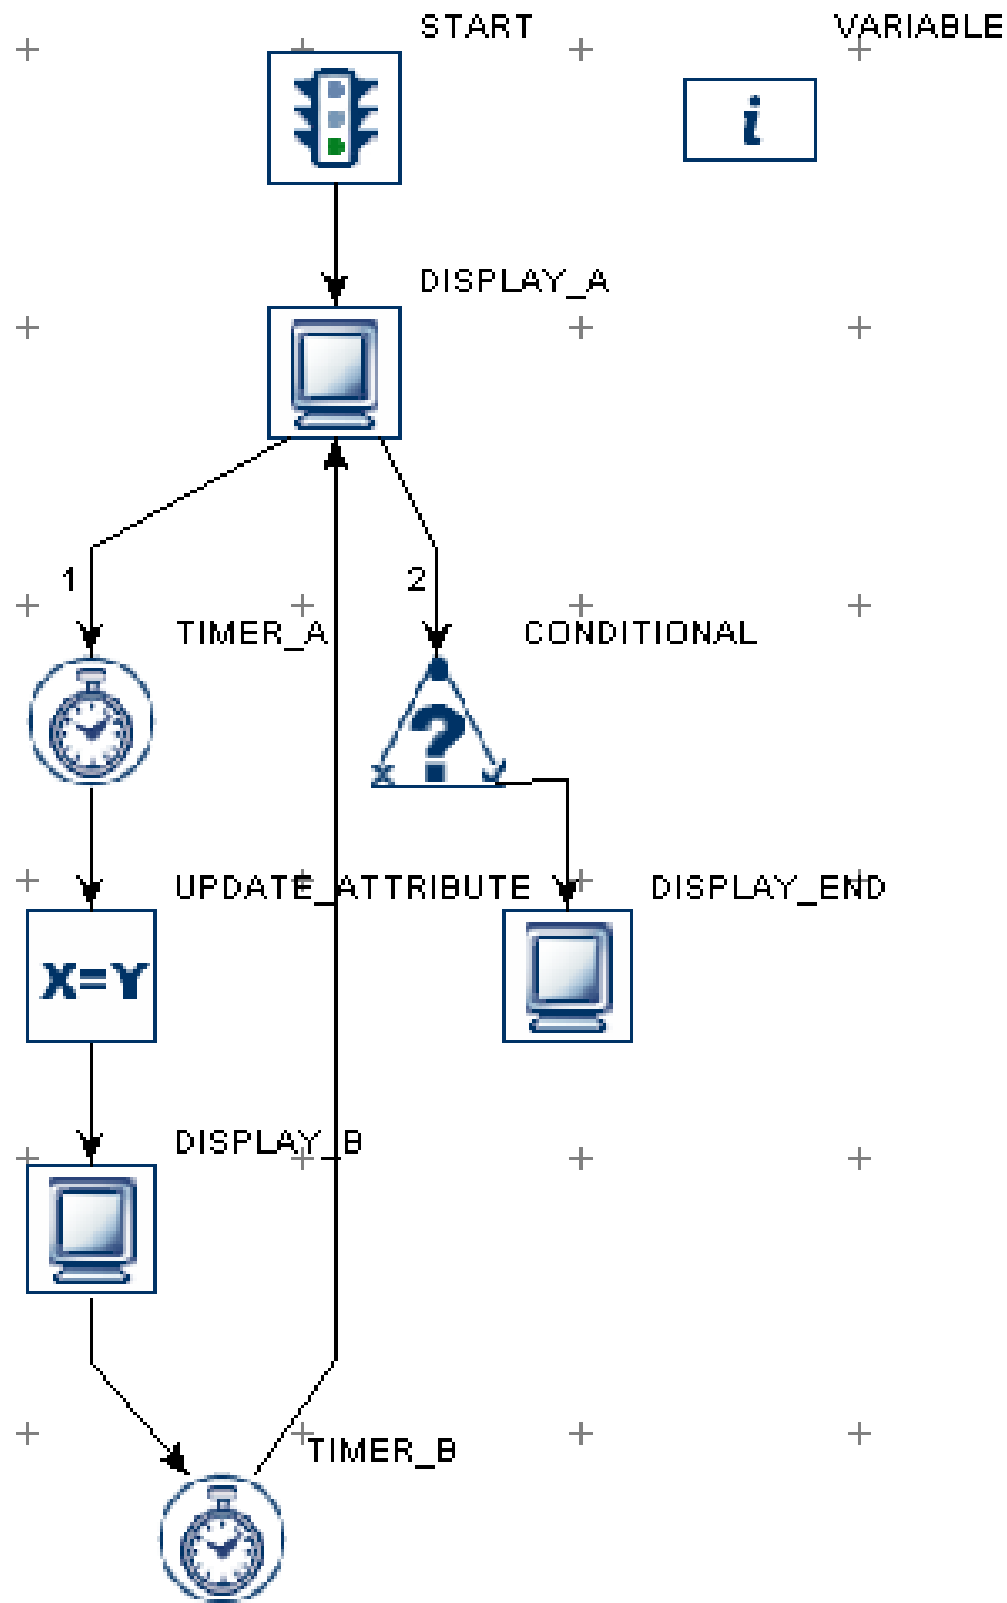 START
VARIABLE
i
DISPLAY_A
1
2
TIMER_A
CONDITIONAL
?
X
UPDATE_ATTRIBUTE
DISPLAY_END
X=Y
DISPLAY_B
TIMER_B